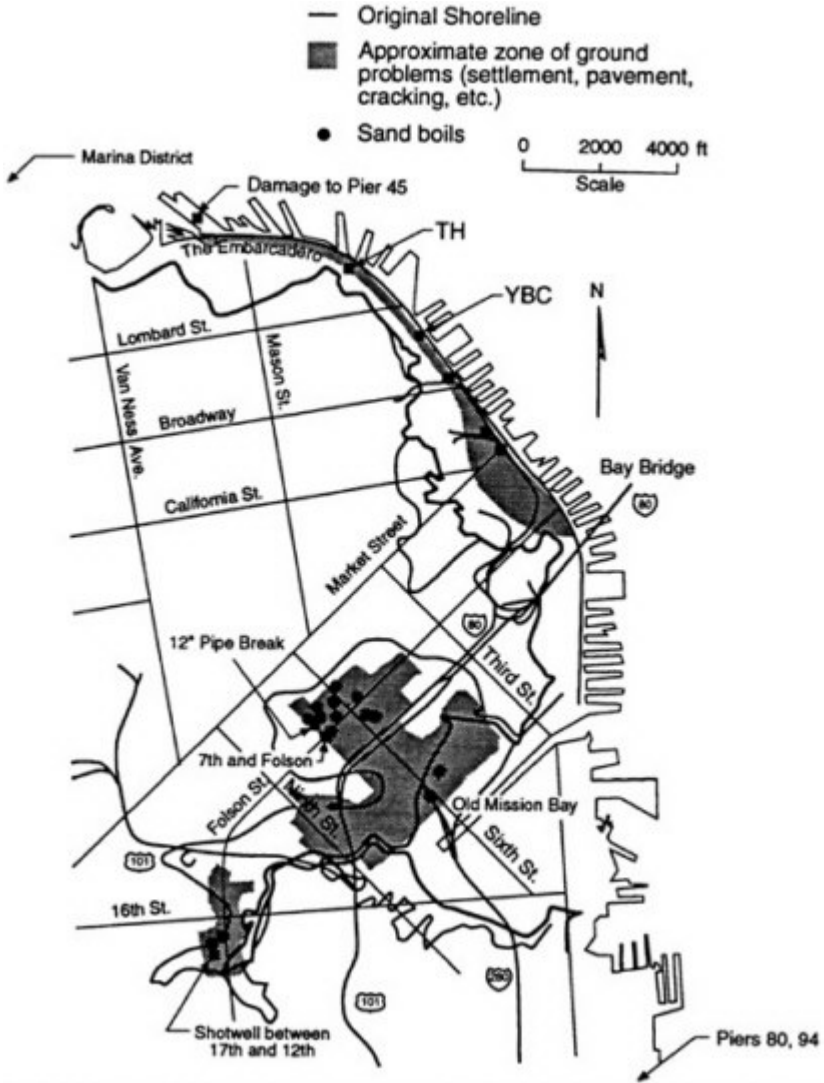 Original Shoreline
Approximate zone of ground
problems (settlement, pavement,
cracking, etc.)
Sand boils
0 2000 4000 ft
Scale
Marina District
Damage to Pier 45
The Embarcadero
TH
YBC
N
Lombard St.
Van Ness Ave.
Mason St.
Broadway
California St.
Bay Bridge
80
Market Street
80
12" Pipe Break
Third St.
7th and Folson
Folson St.
Ninth St.
Old Mission Bay
Sixth St.
101
16th St.
280
101
Shotwell between
17th and 12th
Piers 80, 94